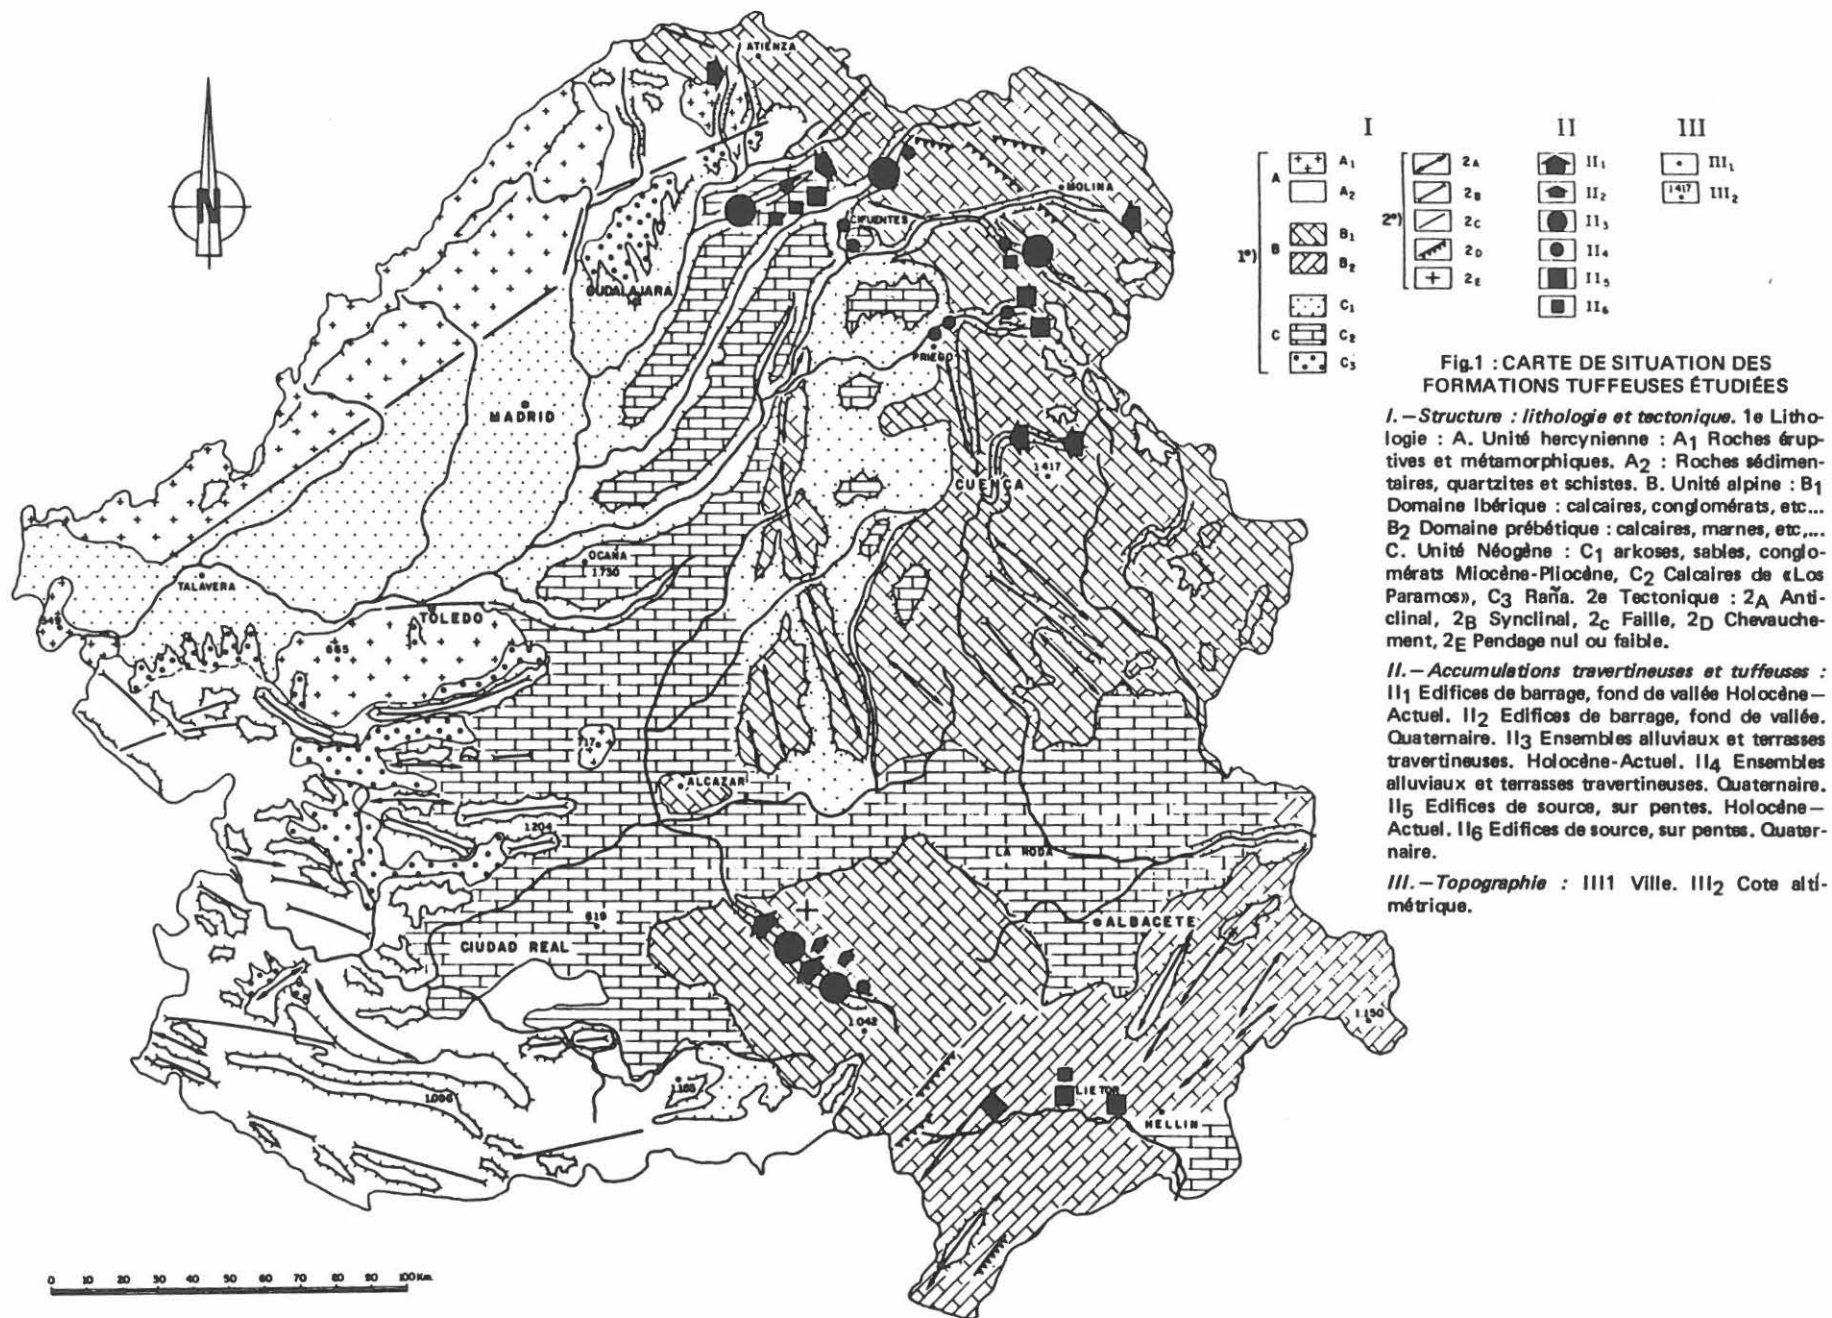 ATIENZA
MOLINA
CIFUENTES
GUDALAJARA
PRIEGO
MADRID
1417
CUENCA
OCAÑA
1.730
TALAVERA
TOLEDO
665
717
ALCAZAR
1204
LA RODA
619
ALBACETE
CIUDAD REAL
1.150
1.042
1.165
1.096
LIETOR
HELLIN
N
0 10 20 30 40 50 60 70 80 90 100Km.
I II III
1º) A A1 A2
B B1 B2
C C1 C2 C3
2º) 2A 2B 2C 2D 2E
II1 II2 II3 II4 II5 II6
III1
1417 III2
Fig.1 : CARTE DE SITUATION DES
FORMATIONS TUFFEUSES ÉTUDIÉES
I.—Structure : lithologie et tectonique. 1e Litho-
logie : A. Unité hercynienne : A1 Roches érup-
tives et métamorphiques. A2 : Roches sédimen-
taires, quartzites et schistes. B. Unité alpine : B1
Domaine Ibérique : calcaires, conglomérats, etc...
B2 Domaine prébétique : calcaires, marnes, etc,...
C. Unité Néogène : C1 arkoses, sables, conglo-
mérats Miocène-Pliocène, C2 Calcaires de «Los
Paramos», C3 Raña. 2e Tectonique : 2A Anti-
clinal, 2B Synclinal, 2c Faille, 2D Chevauche-
ment, 2E Pendage nul ou faible.
II.—Accumulations travertineuses et tuffeuses :
II1 Edifices de barrage, fond de vallée Holocène—
Actuel. II2 Edifices de barrage, fond de vallée.
Quaternaire. II3 Ensembles alluviaux et terrasses
travertineuses. Holocène-Actuel. II4 Ensembles
alluviaux et terrasses travertineuses. Quaternaire.
II5 Edifices de source, sur pentes. Holocène—
Actuel. II6 Edifices de source, sur pentes. Quater-
naire.
III.—Topographie : III1 Ville. III2 Cote alti-
métrique.